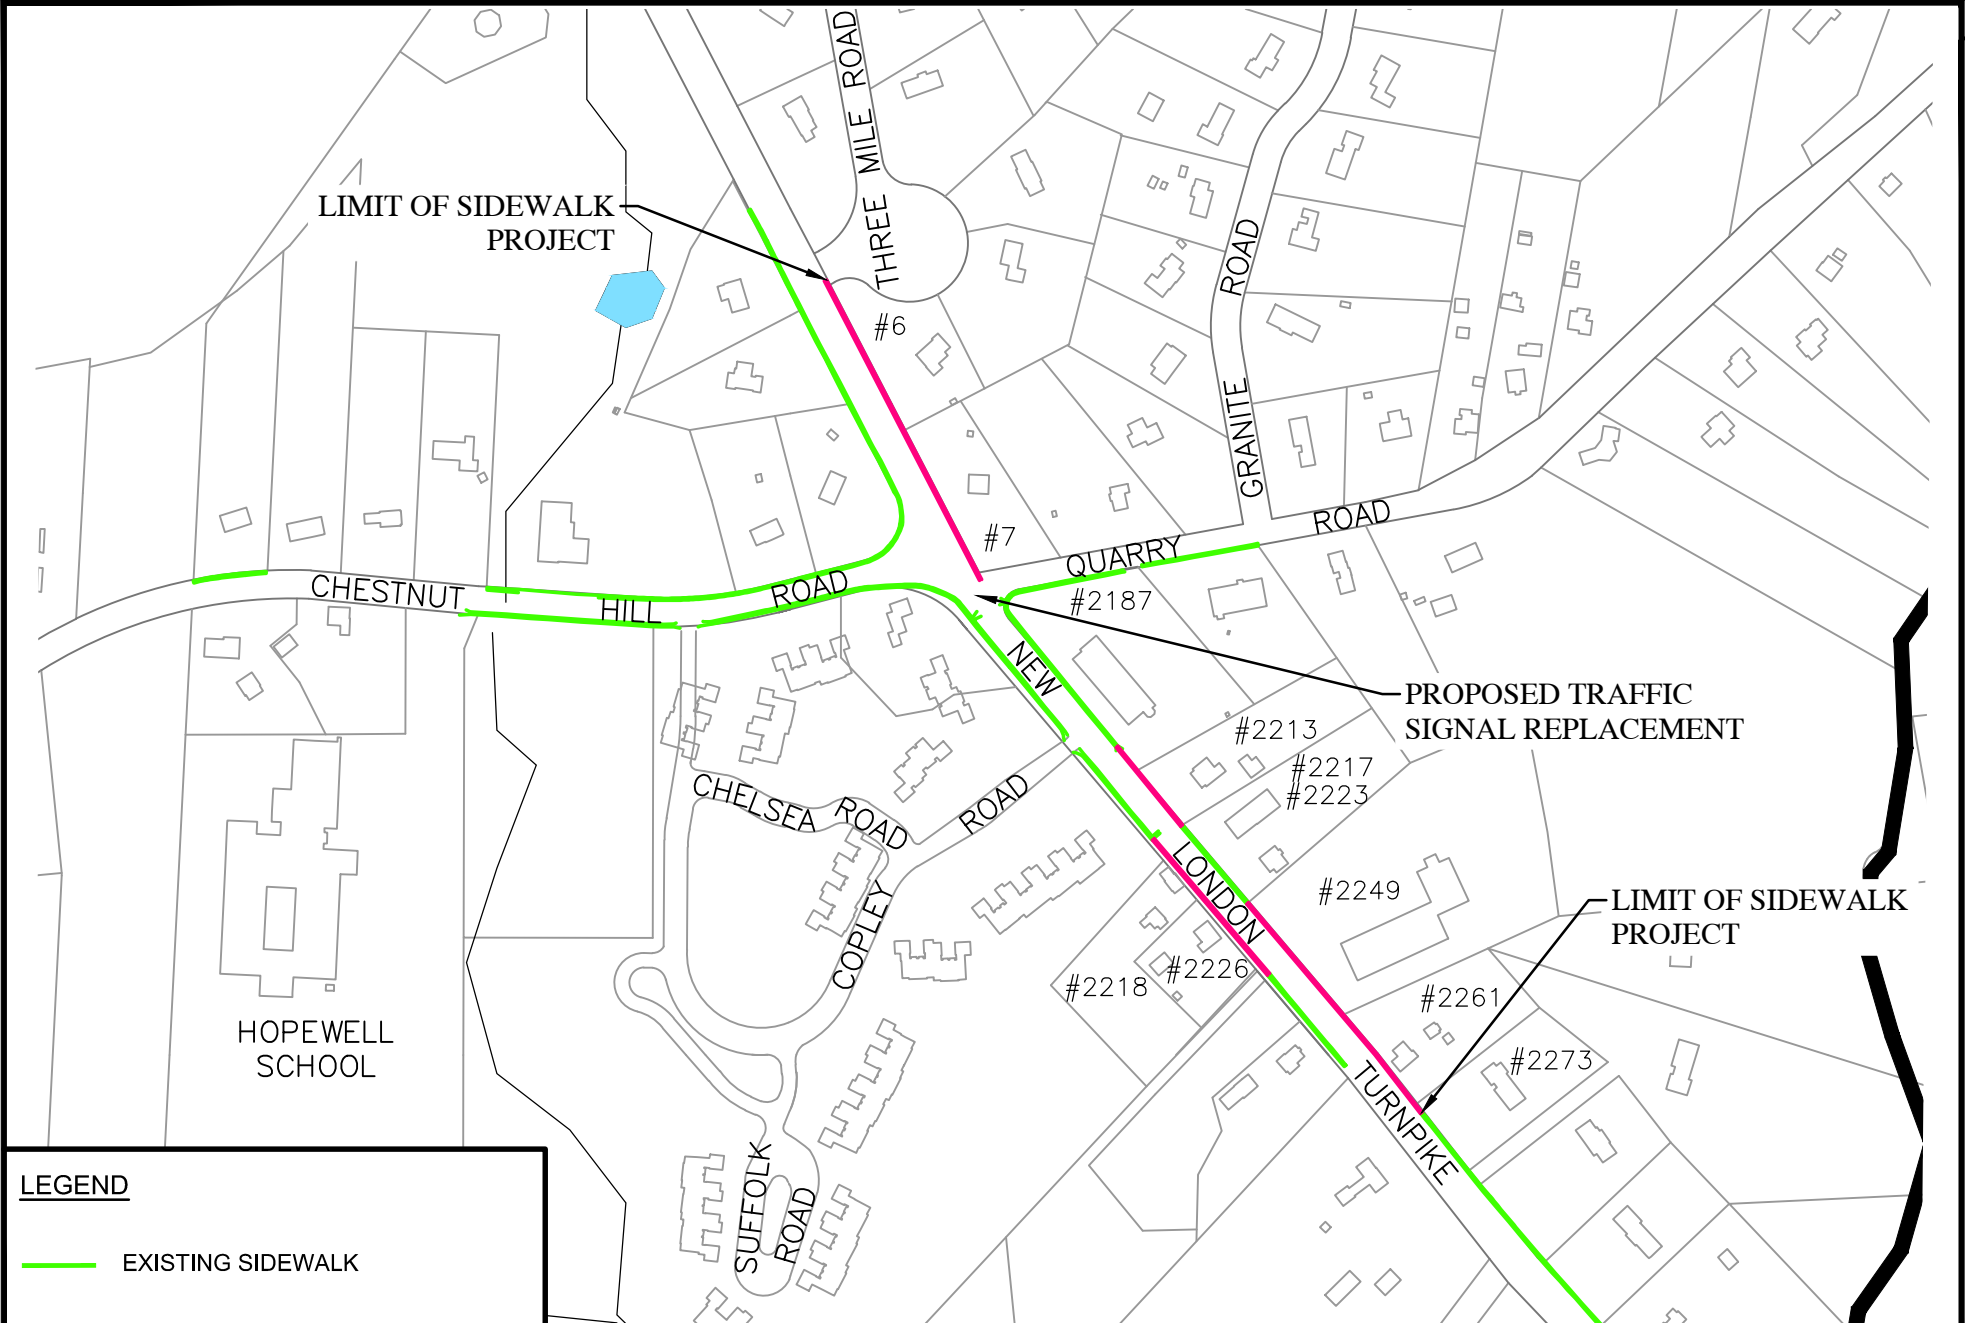 THREE MILE ROAD
LIMIT OF SIDEWALK
PROJECT
#6
GRANITE ROAD
#7
QUARRY ROAD
CHESTNUT HILL ROAD
#2187
NEW LONDON TURNPIKE
PROPOSED TRAFFIC
SIGNAL REPLACEMENT
#2213
#2217
#2223
CHELSEA ROAD
COPLEY ROAD
#2249
LIMIT OF SIDEWALK
PROJECT
#2218
#2226
#2261
#2273
HOPEWELL
SCHOOL
SUFFOLK
ROAD
LEGEND
EXISTING SIDEWALK